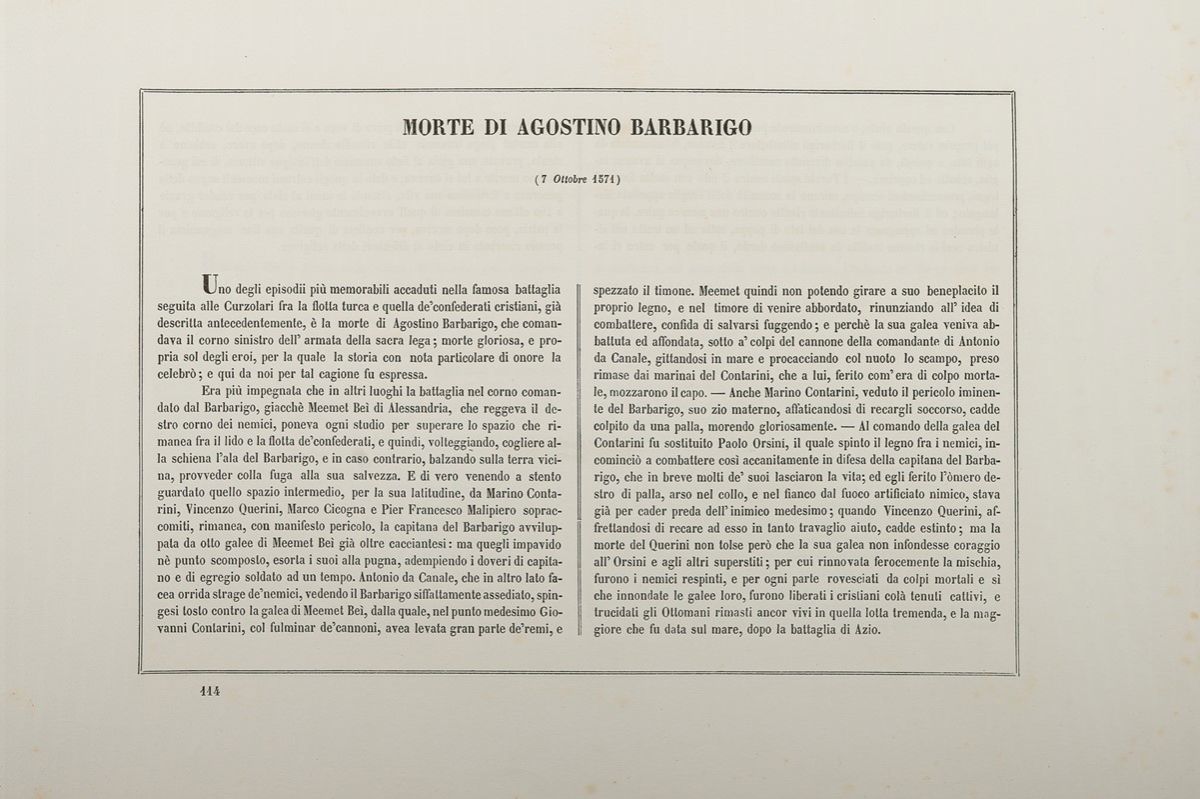 MORTE DI AGOSTINO BARBARIGO
(7 Ottobre 1571)
Uno degli episodii più memorabili accaduti nella famosa battaglia
seguita alle Curzolari fra la flotta turca e quella de'confederati cristiani, già
descritta antecedentemente, è la morte di Agostino Barbarigo, che coman-
dava il corno sinistro dell' armata della sacra lega; morte gloriosa, e pro-
pria sol degli eroi, per la quale la storia con nota particolare di onore la
celebrò; e qui da noi per tal cagione fu espressa.
Era più impegnata che in altri luoghi la battaglia nel corno coman-
dato dal Barbarigo, giacchè Meemet Beì di Alessandria, che reggeva il de-
stro corno dei nemici, poneva ogni studio per superare lo spazio che ri-
manea fra il lido e la flotta de'confederati, e quindi, volteggiando, cogliere al-
la schiena l'ala del Barbarigo, e in caso contrario, balzando sulla terra vici-
na, provveder colla fuga alla sua salvezza. E di vero venendo a stento
guardato quello spazio intermedio, per la sua latitudine, da Marino Conta-
rini, Vincenzo Querini, Marco Cicogna e Pier Francesco Malipiero soprac-
comiti, rimanea, con manifesto pericolo, la capitana del Barbarigo avvilup-
pata da otto galee di Meemet Beì già oltre cacciantesi: ma quegli impavido
nè punto scomposto, esorta i suoi alla pugna, adempiendo i doveri di capita-
no e di egregio soldato ad un tempo. Antonio da Canale, che in altro lato fa-
cea orrida strage de'nemici, vedendo il Barbarigo siffattamente assediato, spin-
gesi tosto contro la galea di Meemet Beì, dalla quale, nel punto medesimo Gio-
vanni Contarini, col fulminar de'cannoni, avea levata gran parte de'remi, e
spezzato il timone. Meemet quindi non potendo girare a suo beneplacito il
proprio legno, e nel timore di venire abbordato, rinunziando all' idea di
combattere, confida di salvarsi fuggendo; e perchè la sua galea veniva ab-
battuta ed affondata, sotto a' colpi del cannone della comandante di Antonio
da Canale, gittandosi in mare e procacciando col nuoto lo scampo, preso
rimase dai marinai del Contarini, che a lui, ferito com' era di colpo morta-
le, mozzarono il capo. — Anche Marino Contarini, veduto il pericolo iminen-
te del Barbarigo, suo zio materno, affaticandosi di recargli soccorso, cadde
colpito da una palla, morendo gloriosamente. — Al comando della galea del
Contarini fu sostituito Paolo Orsini, il quale spinto il legno fra i nemici, in-
cominciò a combattere così accanitamente in difesa della capitana del Barba-
rigo, che in breve molti de' suoi lasciaron la vita; ed egli ferito l'òmero de-
stro di palla, arso nel collo, e nel fianco dal fuoco artificiato nimico, stava
già per cader preda dell' inimico medesimo; quando Vincenzo Querini, af-
frettandosi di recare ad esso in tanto travaglio aiuto, cadde estinto; ma la
morte del Querini non tolse però che la sua galea non infondesse coraggio
all' Orsini e agli altri superstiti; per cui rinnovata ferocemente la mischia,
furono i nemici respinti, e per ogni parte rovesciati da colpi mortali e sì
che innondate le galee loro, furono liberati i cristiani colà tenuti cattivi, e
trucidati gli Ottomani rimasti ancor vivi in quella lotta tremenda, e la mag-
giore che fu data sul mare, dopo la battaglia di Azio.
114